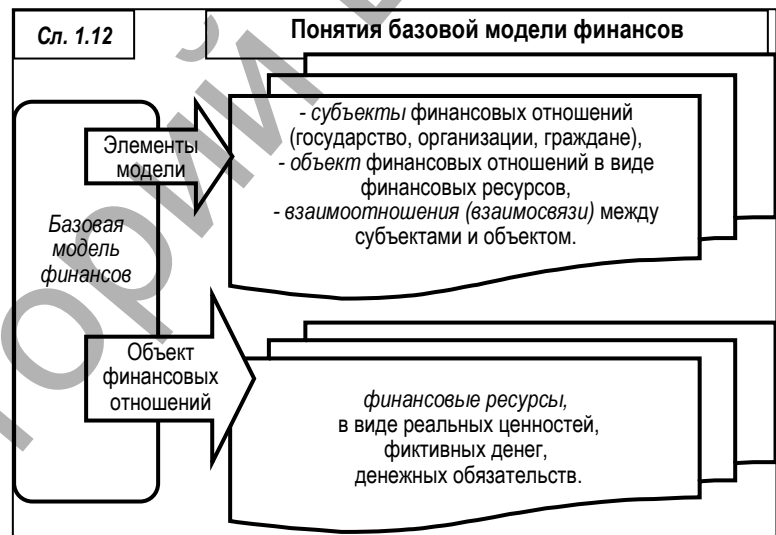 Сл. 1.12
Понятия базовой модели финансов
Базовая
модель
финансов
Элементы
модели
- субъекты финансовых отношений
(государство, организации, граждане),
- объект финансовых отношений в виде
финансовых ресурсов,
- взаимоотношения (взаимосвязи) между
субъектами и объектом.
Объект
финансовых
отношений
финансовые ресурсы,
в виде реальных ценностей,
фиктивных денег,
денежных обязательств.